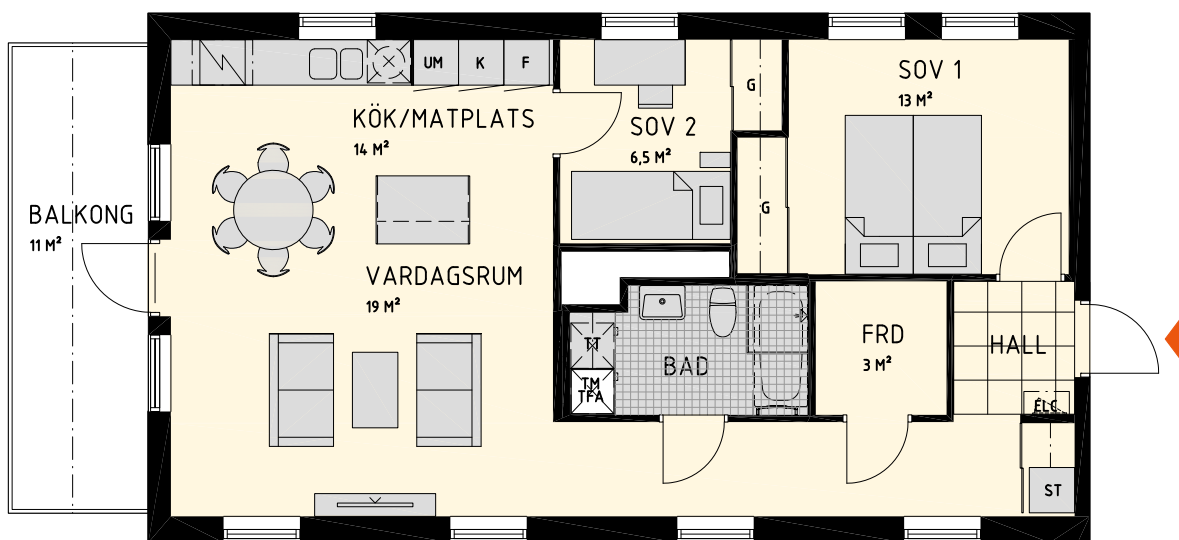 UM
K
F
G
SOV 1
13 M²
KÖK/MATPLATS
14 M²
SOV 2
6,5 M²
G
BALKONG
11 M²
VARDAGSRUM
19 M²
TT
TM
TFA
BAD
FRD
3 M²
HALL
ELC
ST